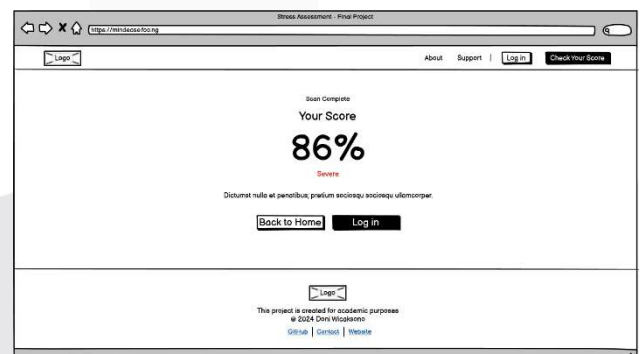 Stress Assessment - Final Project
https://mindease.foo.ng
Logo
About Support | Log in Check Your Score
Scan Complete
Your Score
86%
Severe
Dictumst nulla et penatibus; pretium sociosqu sociosqu ullamcorper.
Back to Home Log in
Logo
This project is created for academic purposes
© 2024 Doni Wicaksono
GitHub | Contact | Website